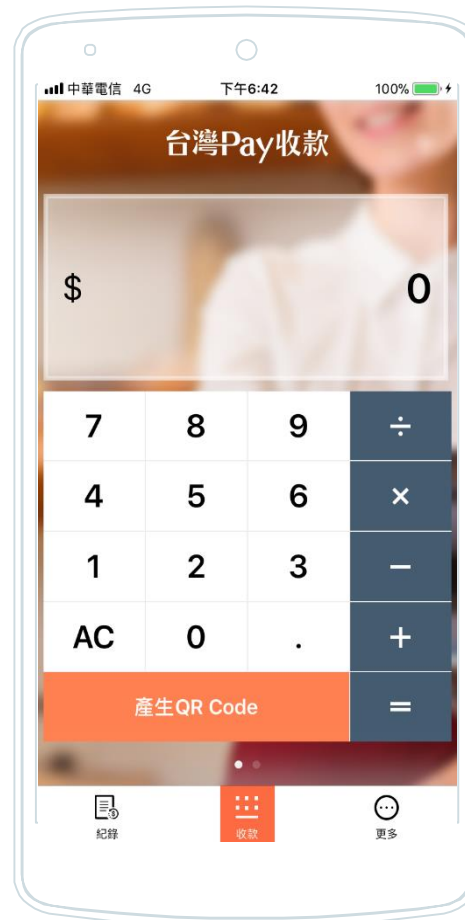 中華電信 4G 下午6:42 100%
台灣Pay收款
$ 0
7 8 9 ÷
4 5 6 ×
1 2 3 −
AC 0 . +
產生QR Code =
紀錄 收款 更多